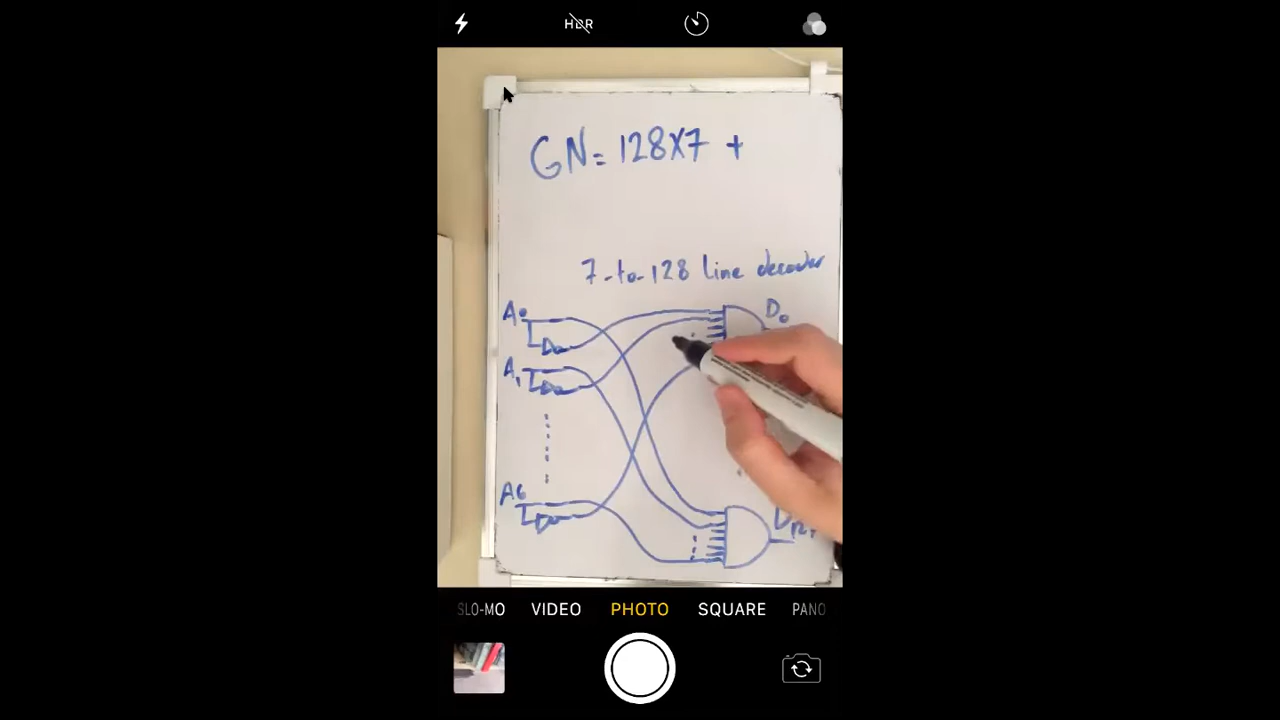 HDR
GN = 128X7 +
7-to-128 line decoder
A0
D0
A1
A6
SLO-MO VIDEO PHOTO SQUARE PANO